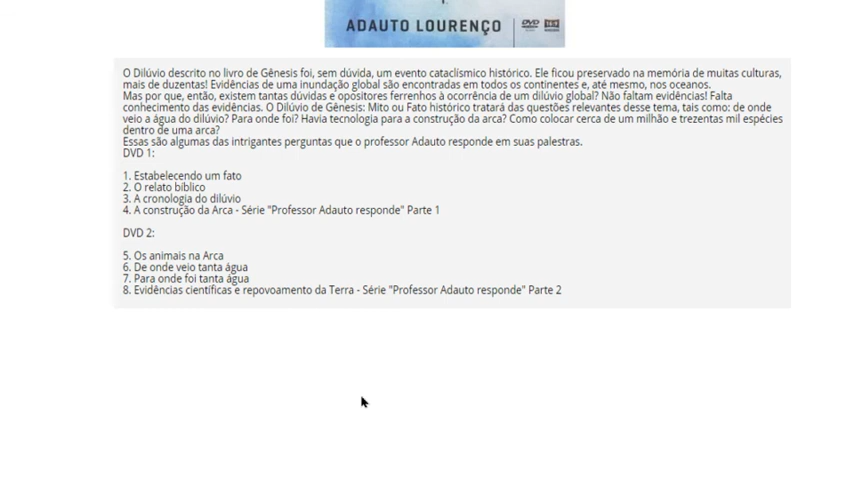 ADAUTO LOURENÇO
DVD
O Dilúvio descrito no livro de Gênesis foi, sem dúvida, um evento cataclísmico histórico. Ele ficou preservado na memória de muitas culturas,
mais de duzentas! Evidências de uma inundação global são encontradas em todos os continentes e, até mesmo, nos oceanos.
Mas por que, então, existem tantas dúvidas e opositores ferrenhos à ocorrência de um dilúvio global? Não faltam evidências! Falta
conhecimento das evidências. O Dilúvio de Gênesis: Mito ou Fato histórico tratará das questões relevantes desse tema, tais como: de onde
veio a água do dilúvio? Para onde foi? Havia tecnologia para a construção da arca? Como colocar cerca de um milhão e trezentas mil espécies
dentro de uma arca?
Essas são algumas das intrigantes perguntas que o professor Adauto responde em suas palestras.
DVD 1:
1. Estabelecendo um fato
2. O relato bíblico
3. A cronologia do dilúvio
4. A construção da Arca - Série "Professor Adauto responde" Parte 1
DVD 2:
5. Os animais na Arca
6. De onde veio tanta água
7. Para onde foi tanta água
8. Evidências científicas e repovoamento da Terra - Série "Professor Adauto responde" Parte 2